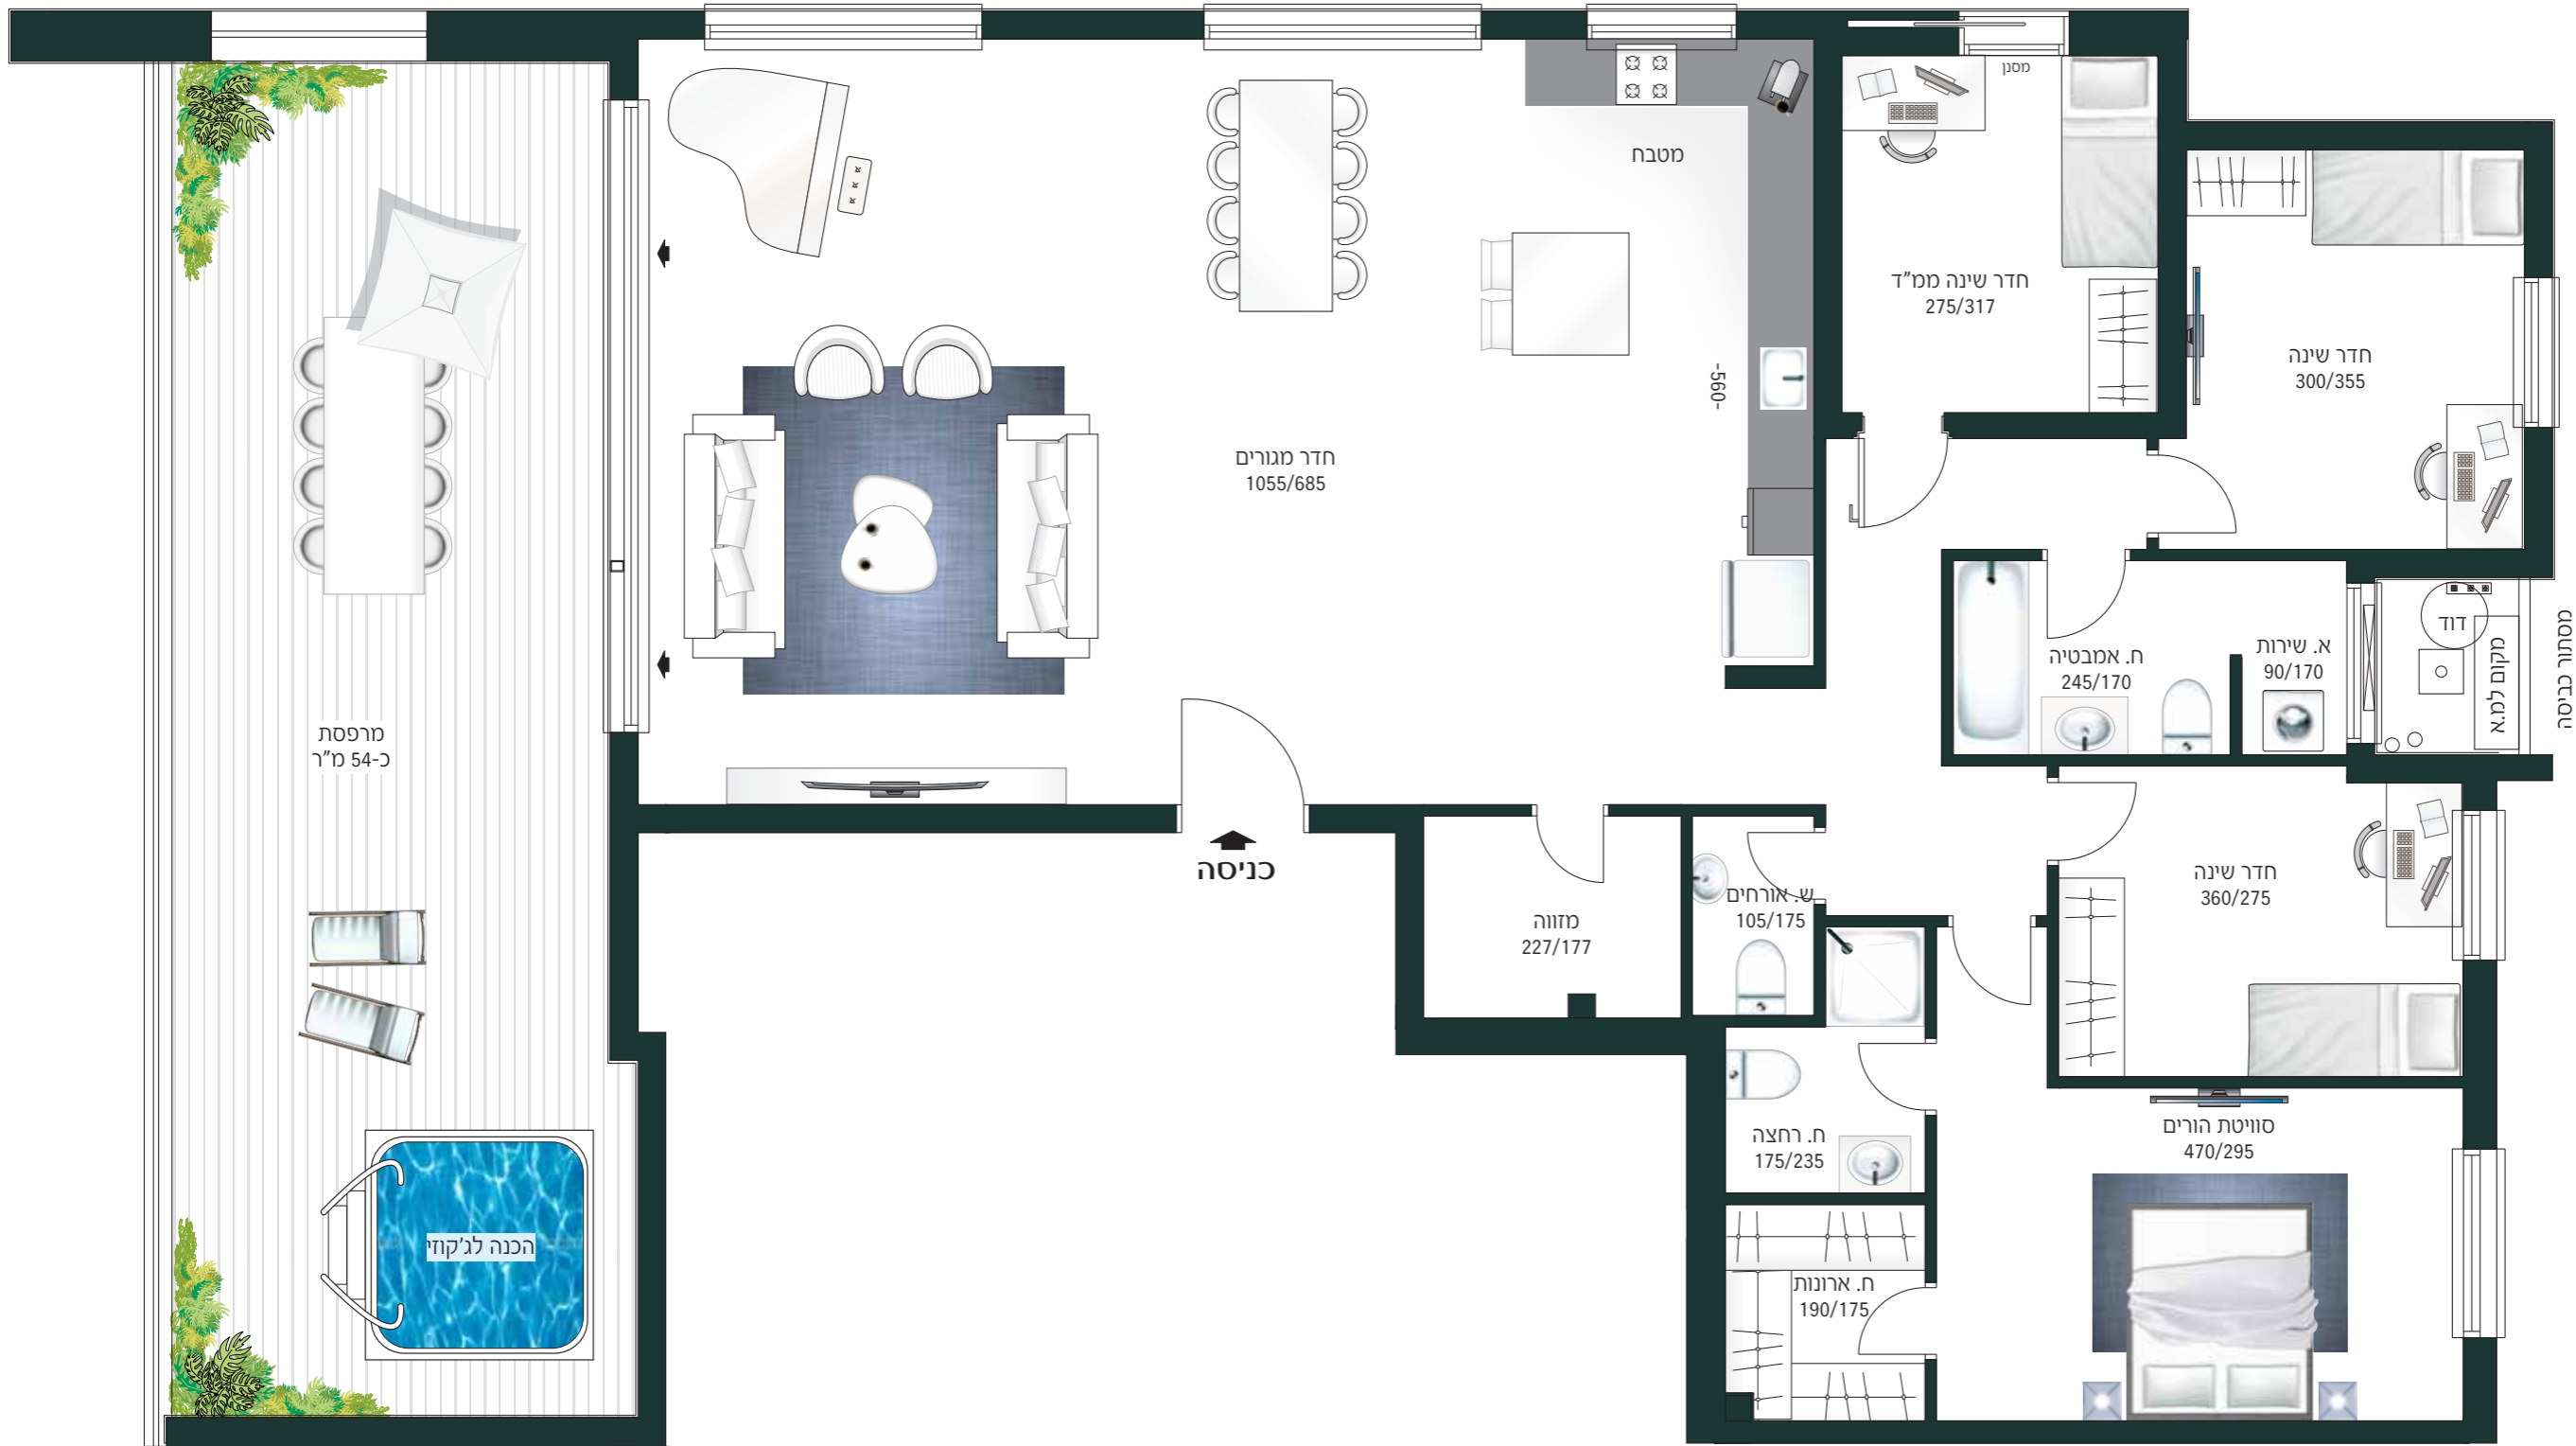 מסנן
מטבח
חדר שינה ממ"ד
275/317
חדר שינה
300/355
-560-
חדר מגורים
1055/685
א. שירות
90/170
ח. אמבטיה
245/170
דוד
מקום למ.א
מסתור כביסה
מרפסת
כ-54 מ"ר
כניסה
ש. אורחים
105/175
מזווה
227/177
חדר שינה
360/275
ח. רחצה
175/235
סוויטת הורים
470/295
הכנה לג'קוזי
ח. ארונות
190/175